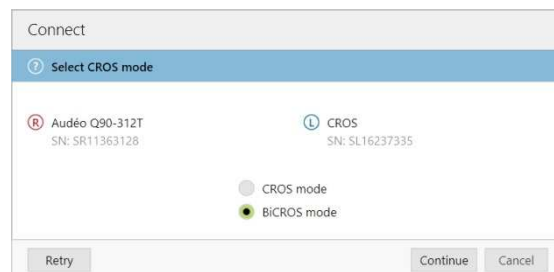 Connect
? Select CROS mode
R Audéo Q90-312T
SN: SR11363128
L CROS
SN: SL16237335
CROS mode
BiCROS mode
Retry
Continue
Cancel